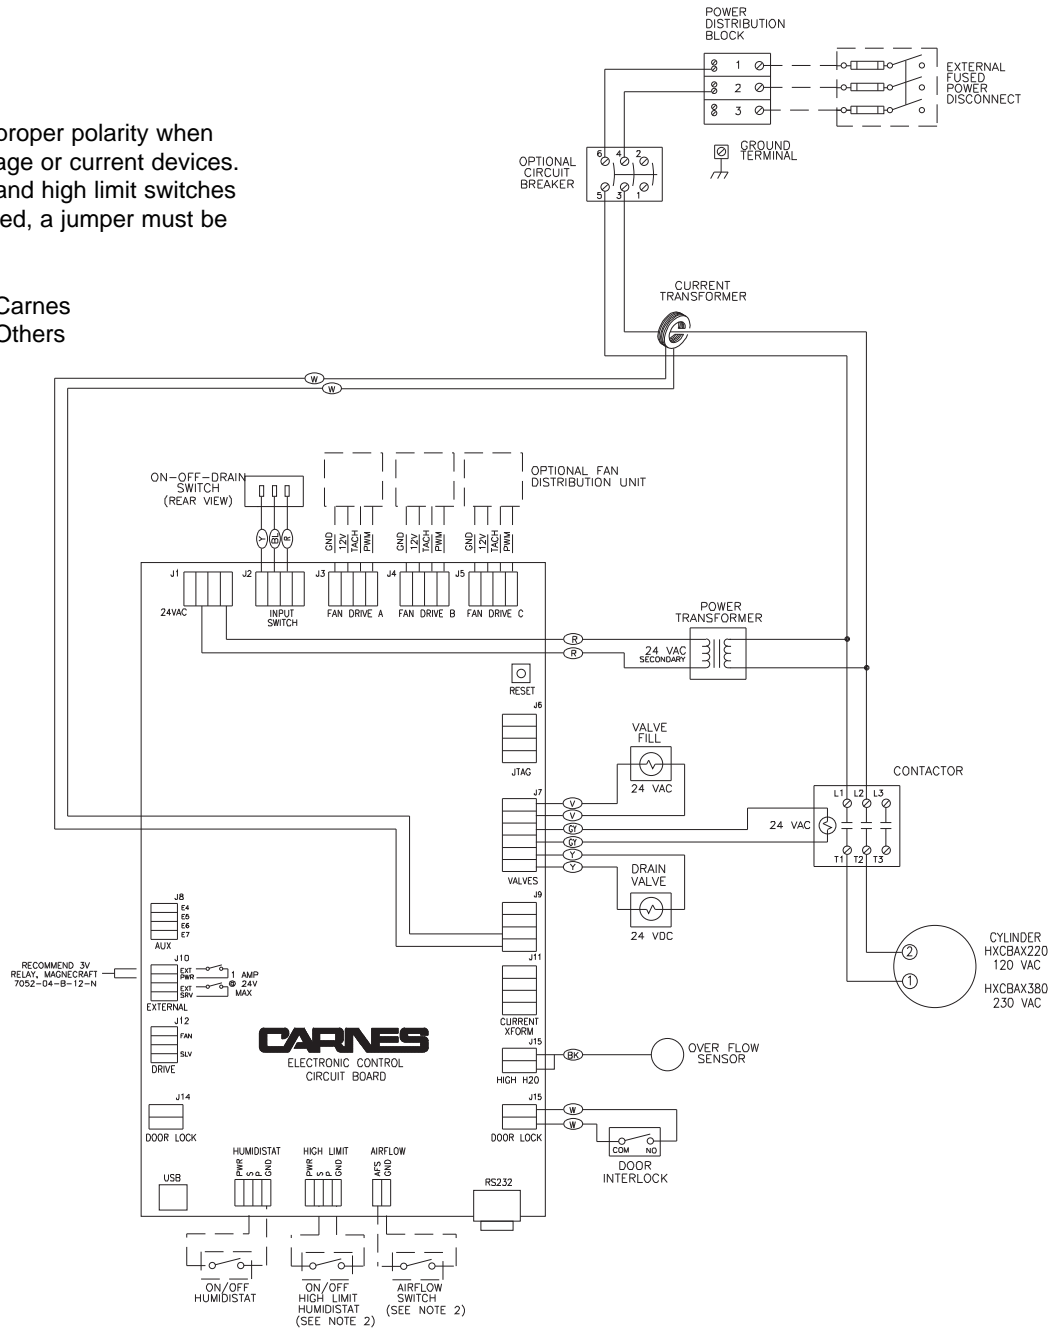 proper polarity when
age or current devices.
and high limit switches
ed, a jumper must be
Carnes
Others
POWER
DISTRIBUTION
BLOCK
1
2
3
EXTERNAL
FUSED
POWER
DISCONNECT
GROUND
TERMINAL
OPTIONAL
CIRCUIT
BREAKER
6 4 2
5 3 1
CURRENT
TRANSFORMER
W
W
ON-OFF-DRAIN
SWITCH
(REAR VIEW)
OPTIONAL FAN
DISTRIBUTION UNIT
Y BL R
GND 12V TACH PWM
GND 12V TACH PWM
GND 12V TACH PWM
J1 J2 J3 J4 J5
24VAC
INPUT
SWITCH
FAN DRIVE A
FAN DRIVE B
FAN DRIVE C
R
R
POWER
TRANSFORMER
24 VAC
SECONDARY
RESET
J6
JTAG
VALVE
FILL
24 VAC
J7
V
V
GY
GY
Y
Y
VALVES
24 VAC
CONTACTOR
L1 L2 L3
T1 T2 T3
DRAIN
VALVE
24 VDC
J9
J8
E4
E5
E6
E7
AUX
J10
EXT
PWR
EXT
SRV
EXTERNAL
1 AMP
@ 24V
MAX
RECOMMEND 3V
RELAY, MAGNECRAFT
7052-04-B-12-N
J11
CURRENT
XFORM
2
1
CYLINDER
HXCBAX220
120 VAC
HXCBAX380
230 VAC
J12
FAN
SLV
DRIVE
CARNES
ELECTRONIC CONTROL
CIRCUIT BOARD
J15
BK
HIGH H20
OVER FLOW
SENSOR
J14
DOOR LOCK
J15
W
W
DOOR LOCK
COM NO
DOOR
INTERLOCK
HUMIDISTAT
PWR S P GND
HIGH LIMIT
PWR S P GND
AIRFLOW
AFS GND
USB
RS232
ON/OFF
HUMIDISTAT
ON/OFF
HIGH LIMIT
HUMIDISTAT
(SEE NOTE 2)
AIRFLOW
SWITCH
(SEE NOTE 2)